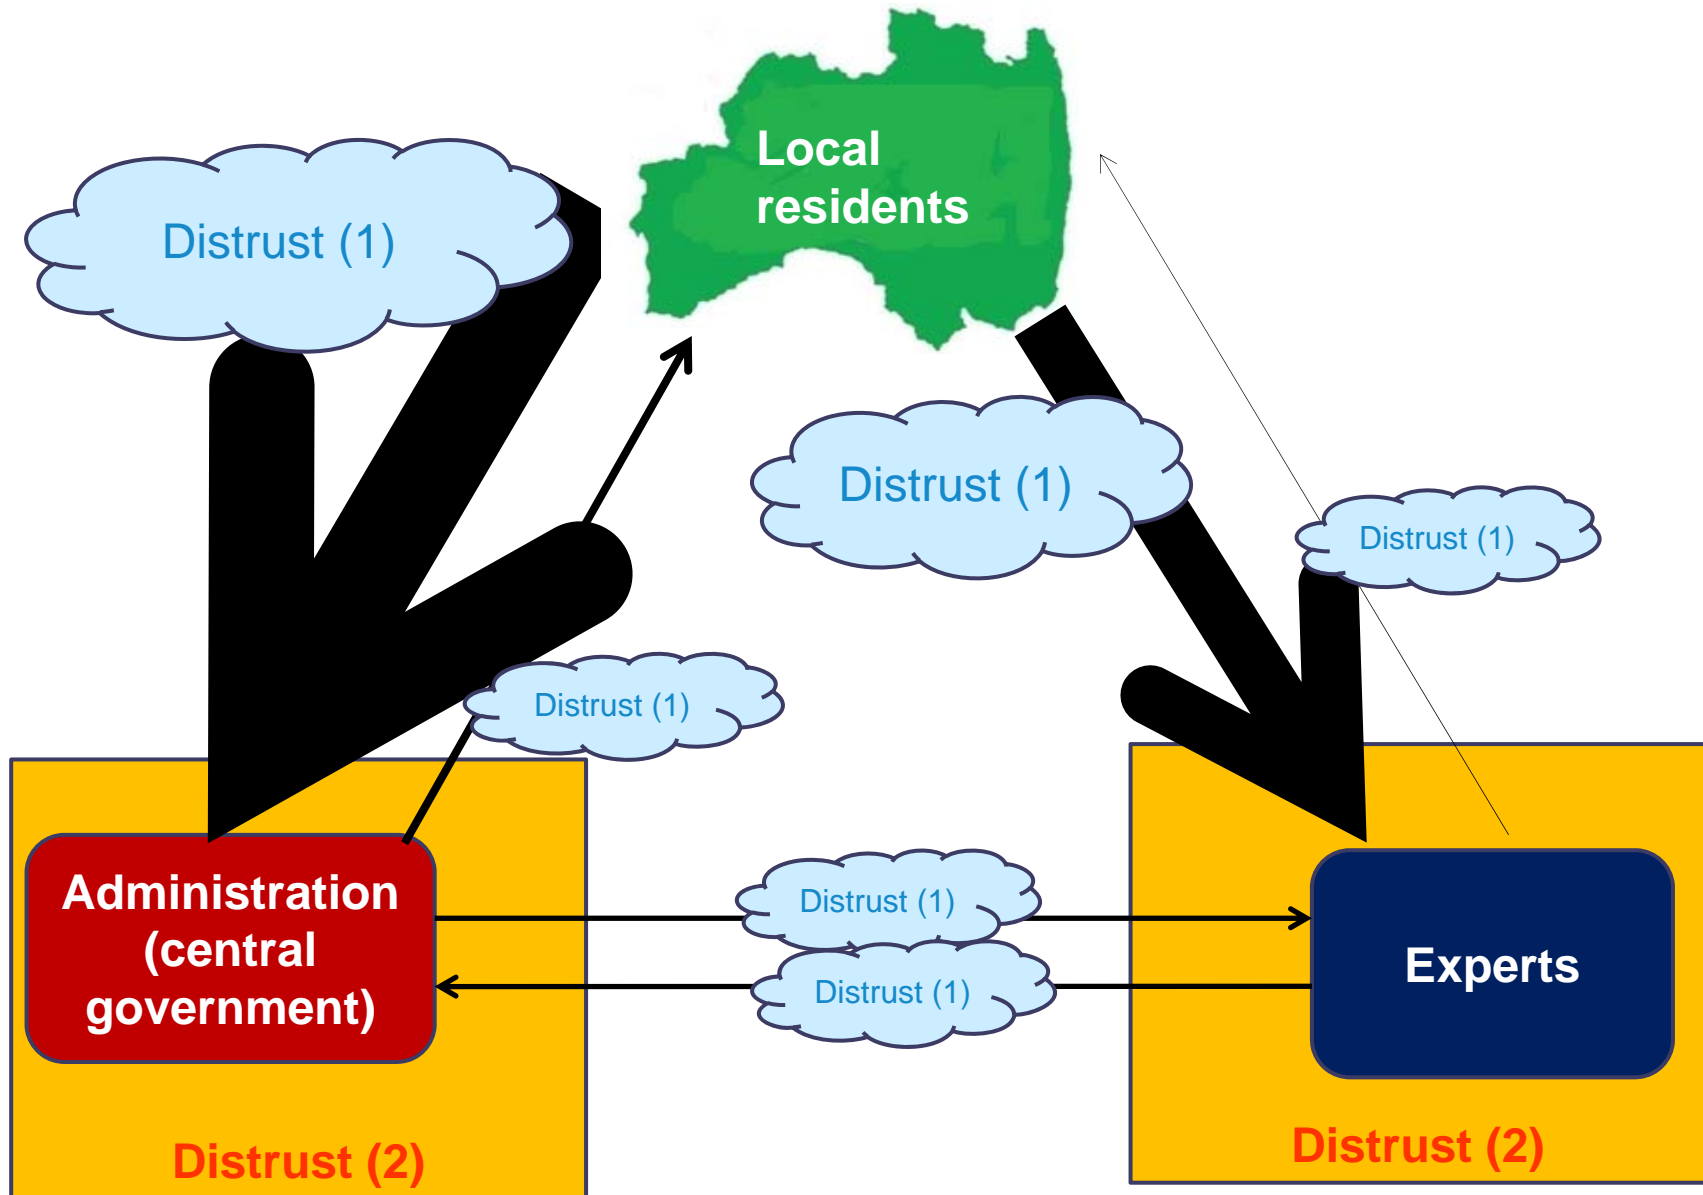 Local
residents
Distrust (1)
Distrust (1)
Distrust (1)
Distrust (1)
Administration
(central
government)
Distrust (1)
Distrust (1)
Experts
Distrust (2)
Distrust (2)